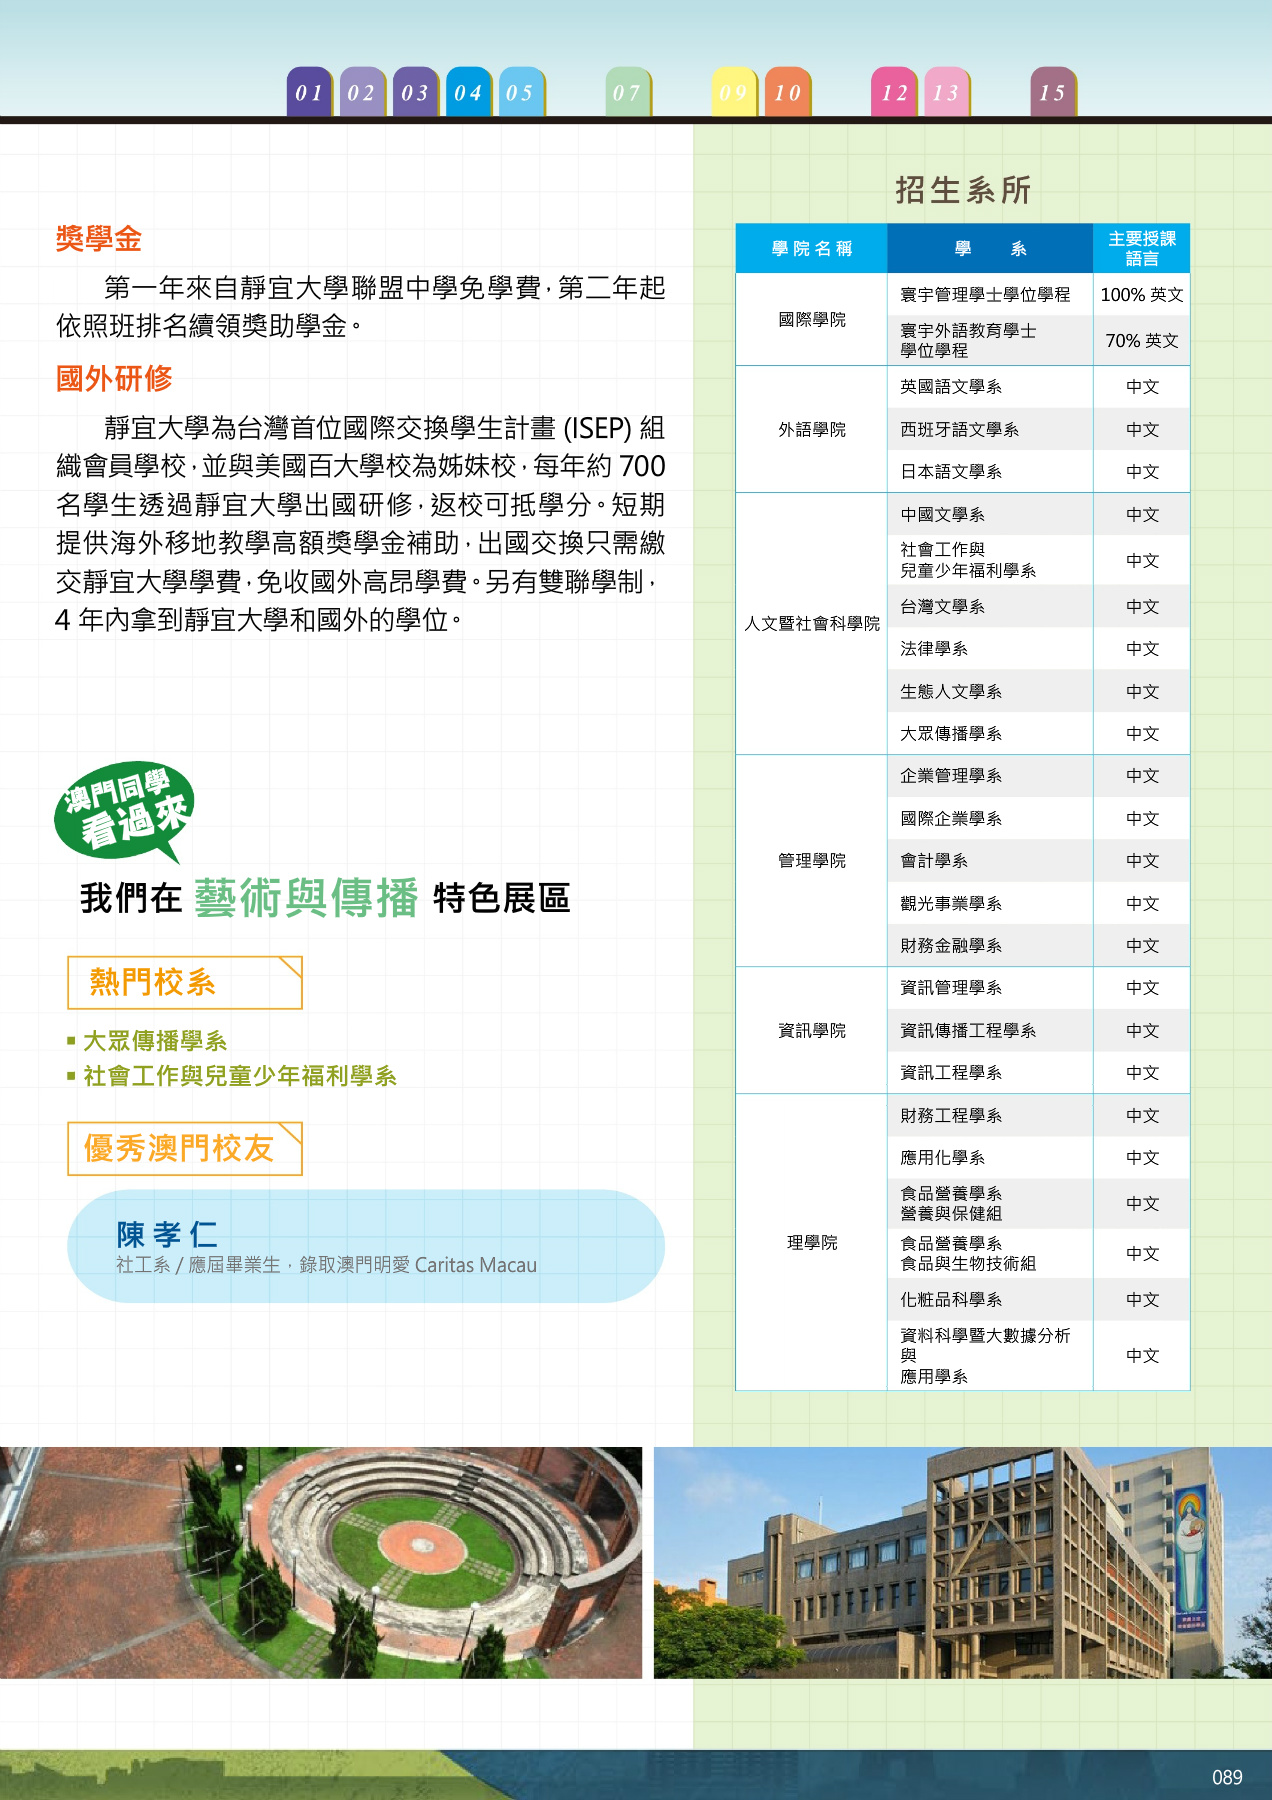 01 02 03 04 05 07 09 10 12 13 15
獎學金
第一年來自靜宜大學聯盟中學免學費，第二年起
依照班排名續領獎助學金。
國外研修
靜宜大學為台灣首位國際交換學生計畫 (ISEP) 組
織會員學校，並與美國百大學校為姊妹校，每年約 700
名學生透過靜宜大學出國研修，返校可抵學分。短期
提供海外移地教學高額獎學金補助，出國交換只需繳
交靜宜大學學費，免收國外高昂學費。另有雙聯學制，
4 年內拿到靜宜大學和國外的學位。
澳門同學
看過來
我們在 藝術與傳播 特色展區
熱門校系
▪ 大眾傳播學系
▪ 社會工作與兒童少年福利學系
優秀澳門校友
陳孝仁
社工系 / 應屆畢業生，錄取澳門明愛 Caritas Macau
招生系所
學院名稱 學系 主要授課
語言
國際學院
寰宇管理學士學位學程 100% 英文
寰宇外語教育學士
學位學程 70% 英文
外語學院
英國語文學系 中文
西班牙語文學系 中文
日本語文學系 中文
人文暨社會科學院
中國文學系 中文
社會工作與
兒童少年福利學系 中文
台灣文學系 中文
法律學系 中文
生態人文學系 中文
大眾傳播學系 中文
管理學院
企業管理學系 中文
國際企業學系 中文
會計學系 中文
觀光事業學系 中文
財務金融學系 中文
資訊學院
資訊管理學系 中文
資訊傳播工程學系 中文
資訊工程學系 中文
理學院
財務工程學系 中文
應用化學系 中文
食品營養學系
營養與保健組 中文
食品營養學系
食品與生物技術組 中文
化粧品科學系 中文
資料科學暨大數據分析
與
應用學系 中文
089